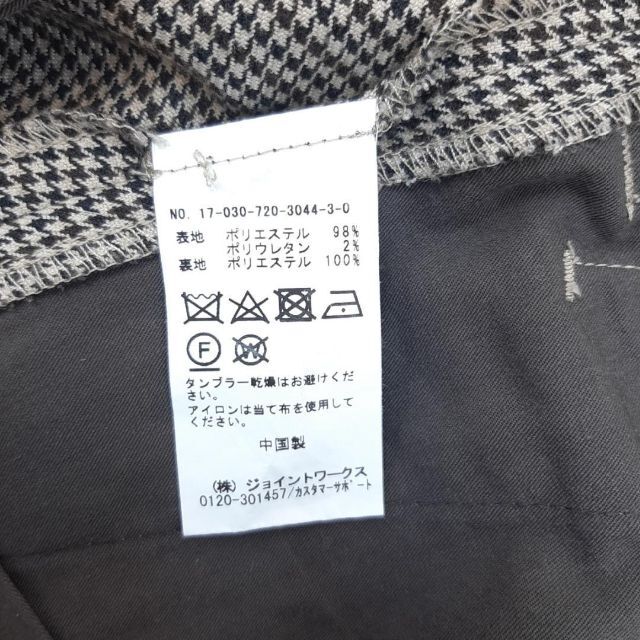 NO. 17-030-720-3044-3-0
表地 ポリエステル 98%
ポリウレタン 2%
裏地 ポリエステル 100%
F W
タンブラー乾燥はお避けくだ
さい。
アイロンは当て布を使用して
ください。
中国製
(株) ジョイントワークス
0120-301457/カスタマーサポート